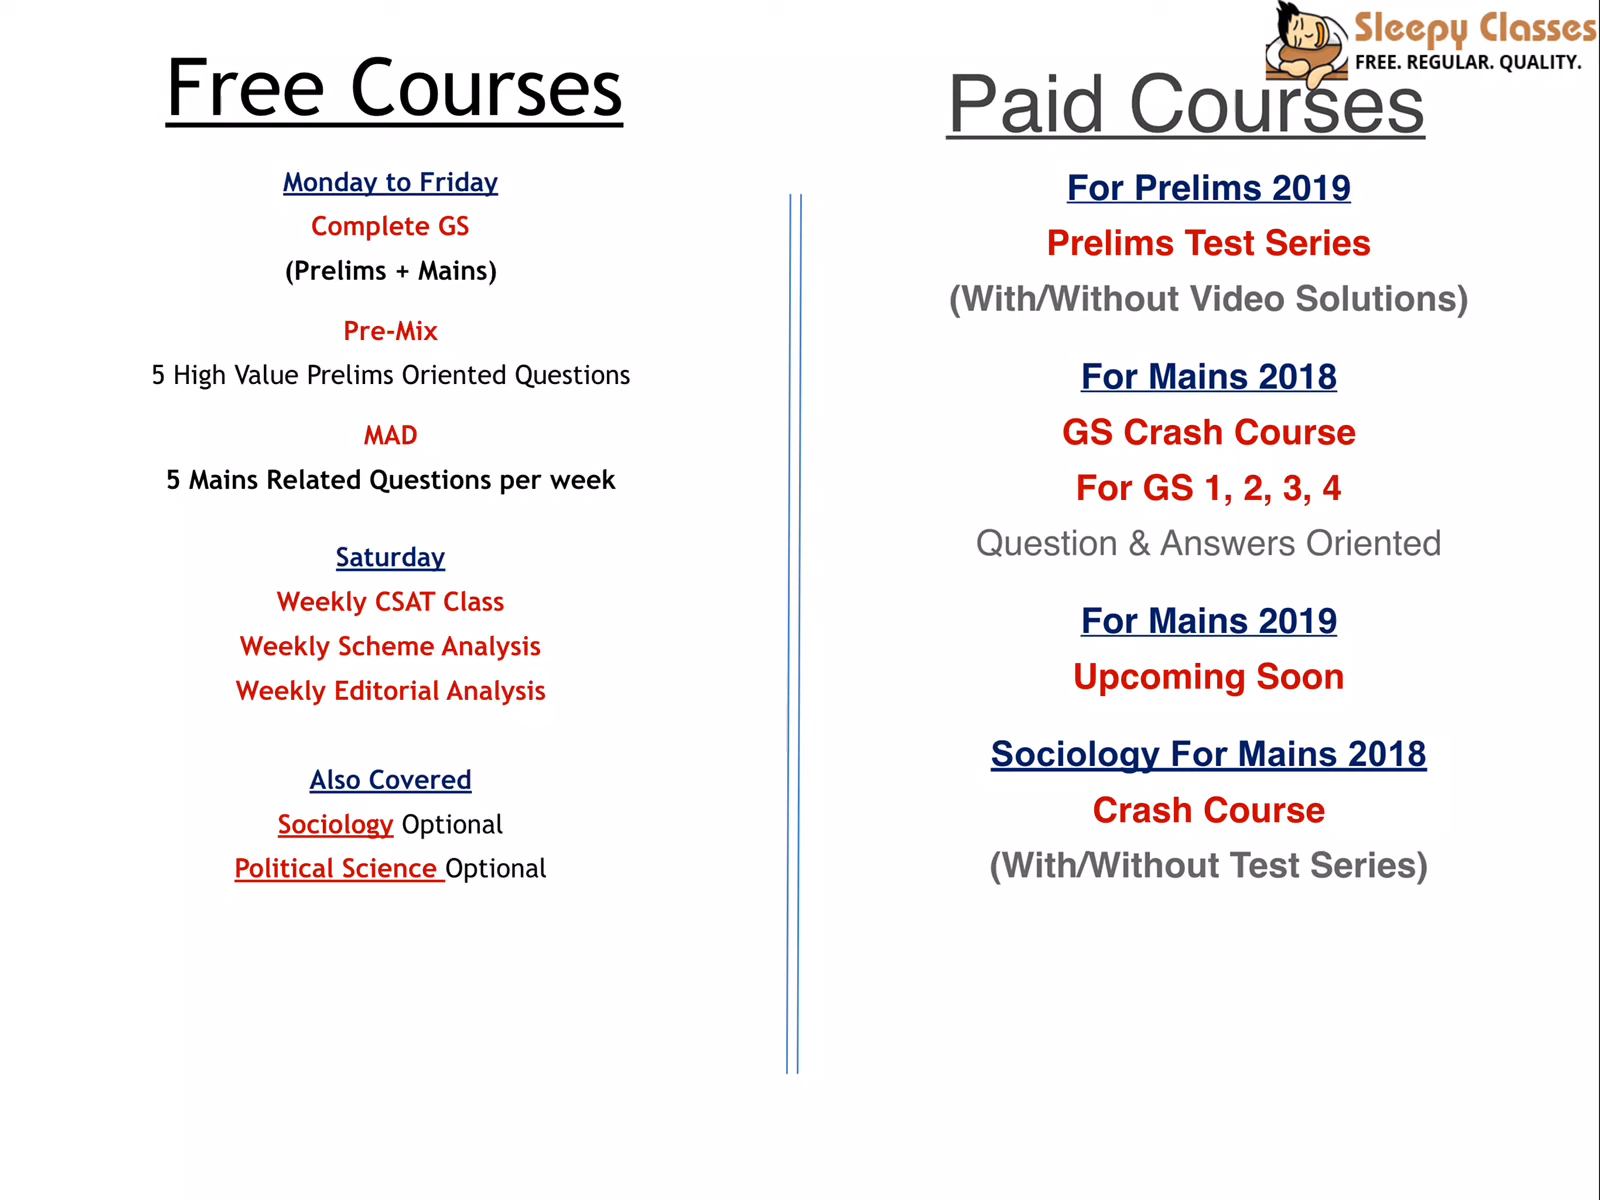 Sleepy Classes
FREE. REGULAR. QUALITY.
Free Courses
Monday to Friday
Complete GS
(Prelims + Mains)
Pre-Mix
5 High Value Prelims Oriented Questions
MAD
5 Mains Related Questions per week
Saturday
Weekly CSAT Class
Weekly Scheme Analysis
Weekly Editorial Analysis
Also Covered
Sociology Optional
Political Science Optional
Paid Courses
For Prelims 2019
Prelims Test Series
(With/Without Video Solutions)
For Mains 2018
GS Crash Course
For GS 1, 2, 3, 4
Question & Answers Oriented
For Mains 2019
Upcoming Soon
Sociology For Mains 2018
Crash Course
(With/Without Test Series)